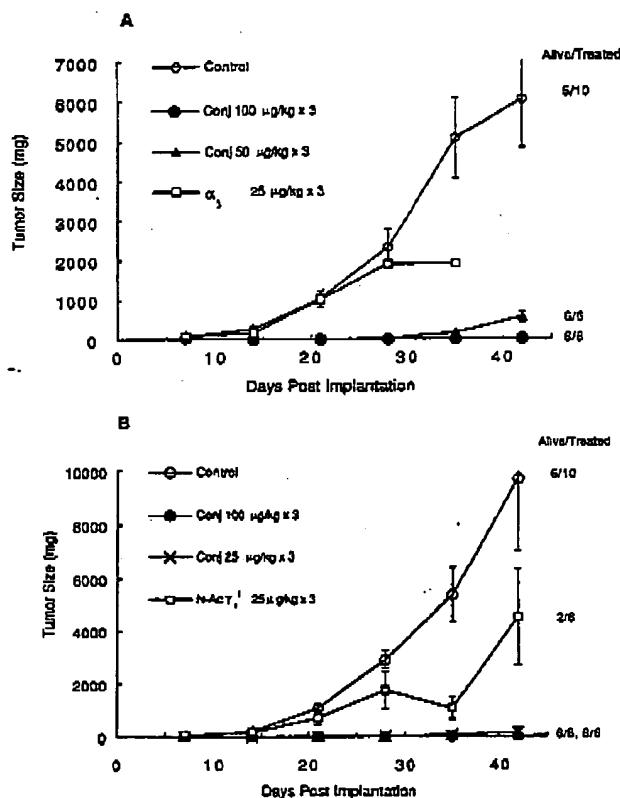 A
Alive/Treated
7000
6000
5000
4000
3000
2000
1000
0
Tumor Size (mg)
Control
Conj 100 µg/kg x 3
Conj 50 µg/kg x 3
25 µg/kg x 3
6/6
0 10 20 30 40
Days Post Implantation
B
Alive/Treated
10000
8000
6000
4000
2000
0
Tumor Size (mg)
Control
Conj 100 µg/kg x 3
Conj 25 µg/kg x 3
25µg/kg x 3
6/10
2/6
6/6, 6/6
0 10 20 30 40
Days Post Implantation